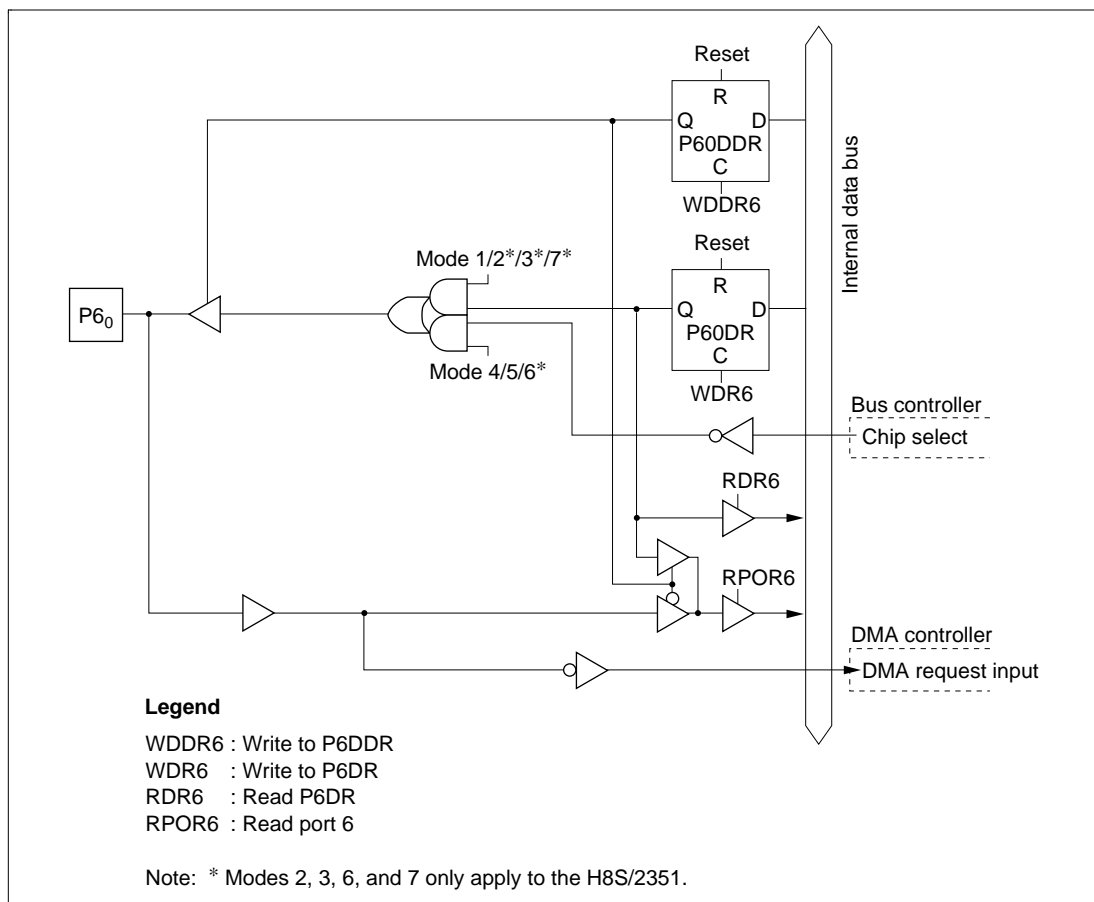 Reset
R
Q D
P60DDR
C
WDDR6
Internal data bus
Reset
Mode 1/2*/3*/7*
R
P6₀
Q D
P60DR
C
Mode 4/5/6*
WDR6
Bus controller
Chip select
RDR6
RPOR6
DMA controller
DMA request input
Legend
WDDR6 : Write to P6DDR
WDR6 : Write to P6DR
RDR6 : Read P6DR
RPOR6 : Read port 6
Note: * Modes 2, 3, 6, and 7 only apply to the H8S/2351.